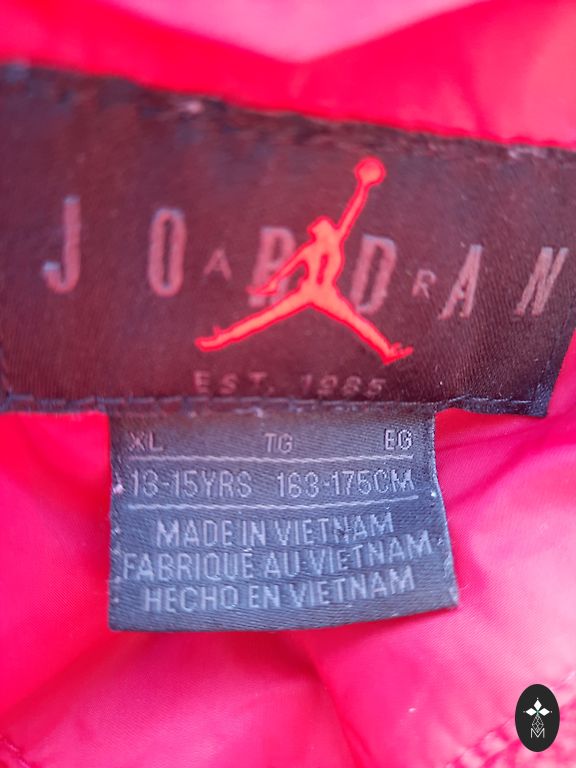 JORDAN
AIR
EST. 1985
XL TG EG
13-15YRS 163-175CM
MADE IN VIETNAM
FABRIQUÉ AU VIETNAM
HECHO EN VIETNAM
M